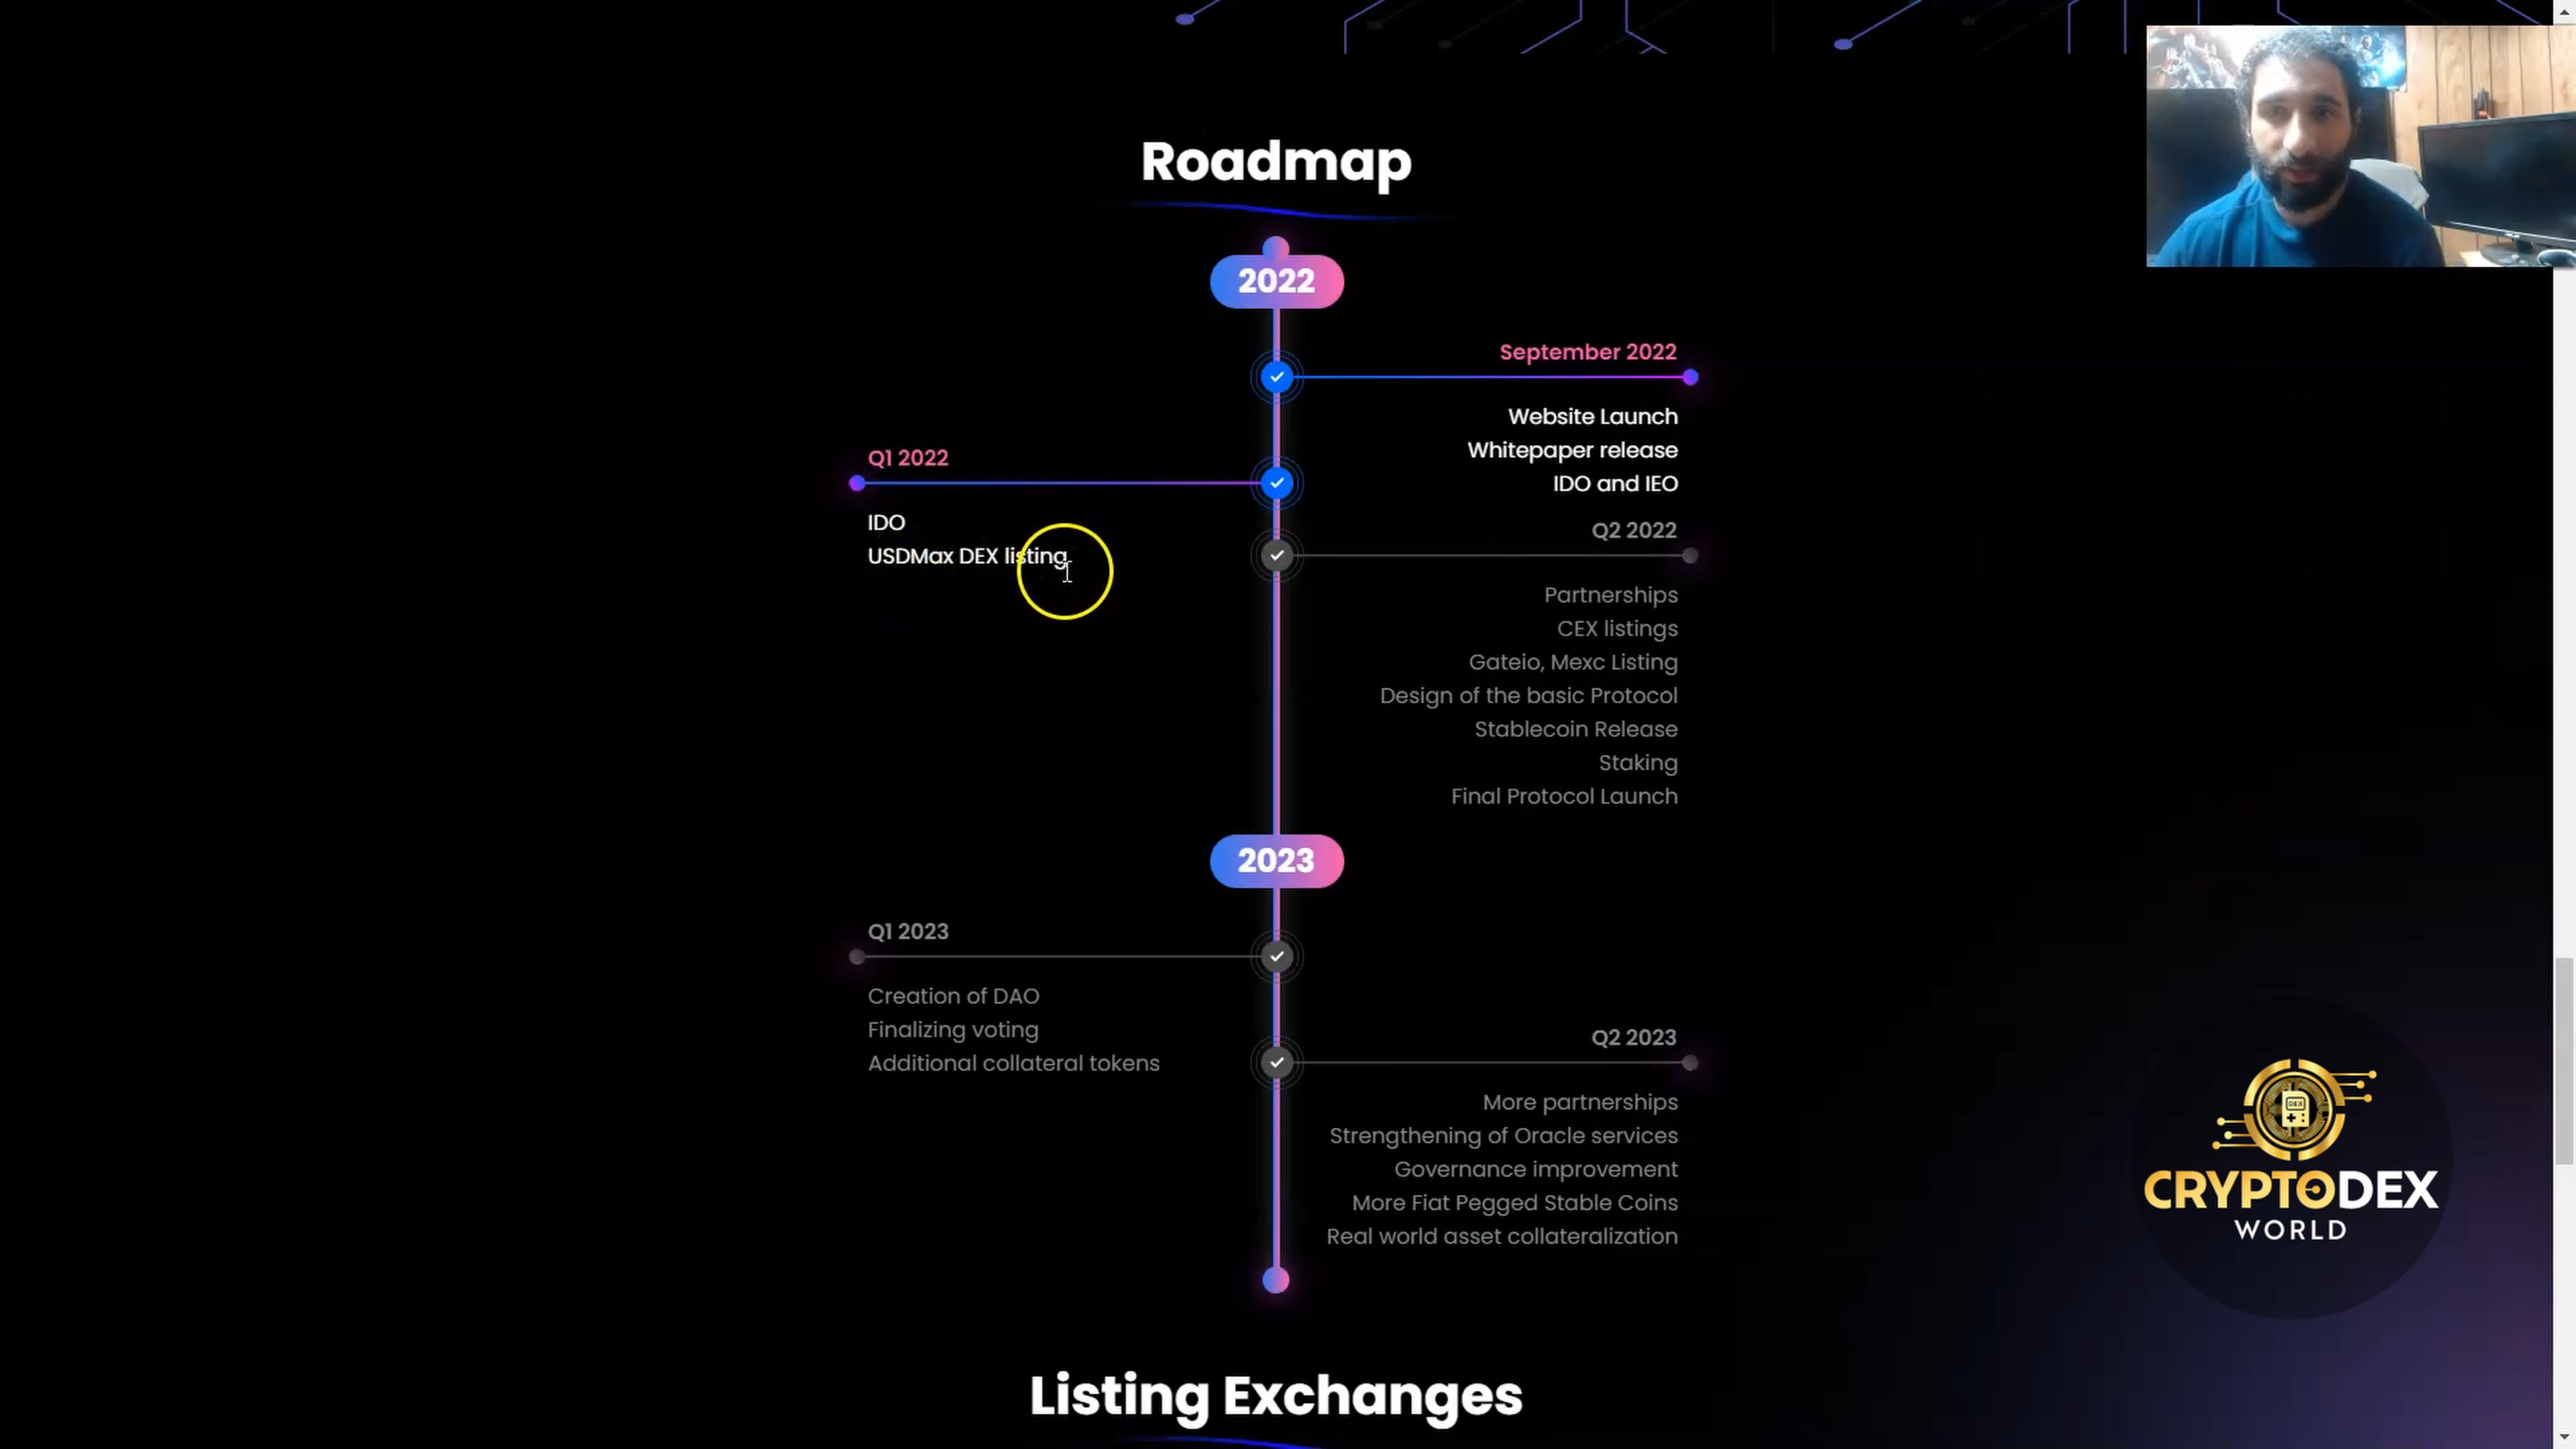 Roadmap
2022
September 2022
Website Launch
Whitepaper release
IDO and IEO
Q1 2022
IDO
USDMax DEX listing
Q2 2022
Partnerships
CEX listings
Gateio, Mexc Listing
Design of the basic Protocol
Stablecoin Release
Staking
Final Protocol Launch
2023
Q1 2023
Creation of DAO
Finalizing voting
Additional collateral tokens
Q2 2023
More partnerships
Strengthening of Oracle services
Governance improvement
More Fiat Pegged Stable Coins
Real world asset collateralization
DEX
CRYPTODEX
WORLD
Listing Exchanges